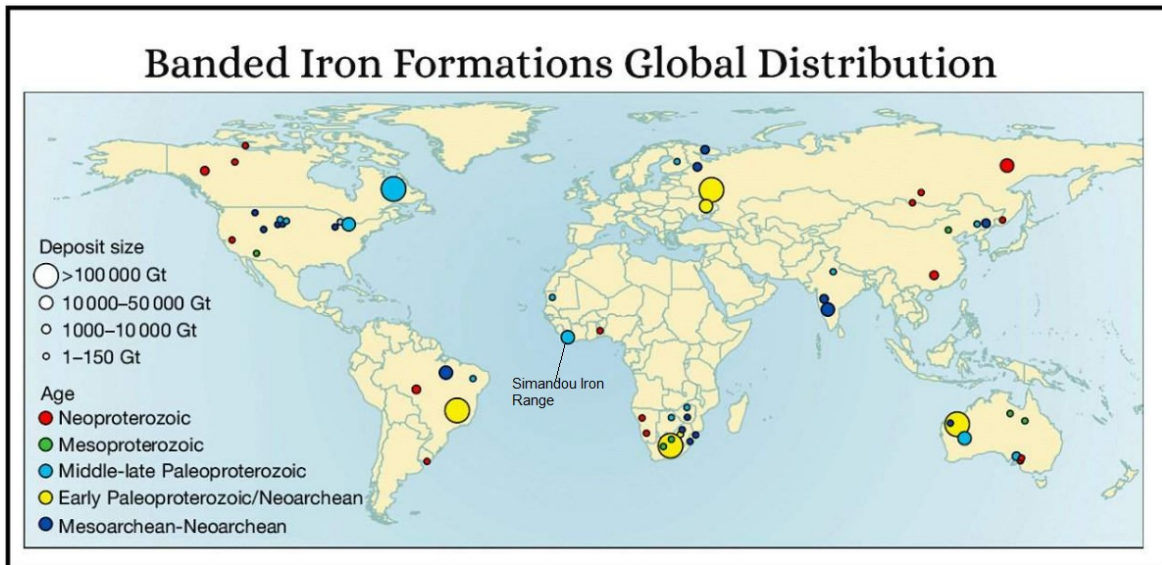 Banded Iron Formations Global Distribution
Deposit size
>100 000 Gt
10 000–50 000 Gt
1000–10 000 Gt
1–150 Gt
Simandou Iron
Range
Age
Neoproterozoic
Mesoproterozoic
Middle-late Paleoproterozoic
Early Paleoproterozoic/Neoarchean
Mesoarchean-Neoarchean